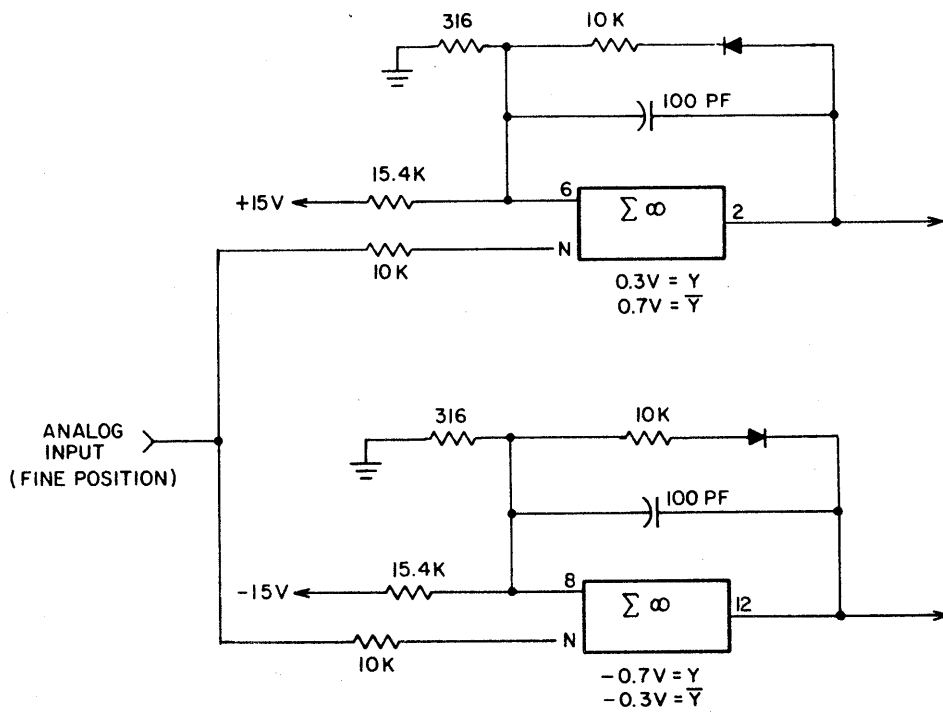 316
10 K
100 PF
15.4K
+15V
6
Σ ∞
2
N
10K
0.3V = Y
0.7V = Y̅
ANALOG
INPUT
(FINE POSITION)
316
10K
100 PF
15.4K
-15V
8
Σ ∞
12
N
10K
-0.7V = Y
-0.3V = Y̅